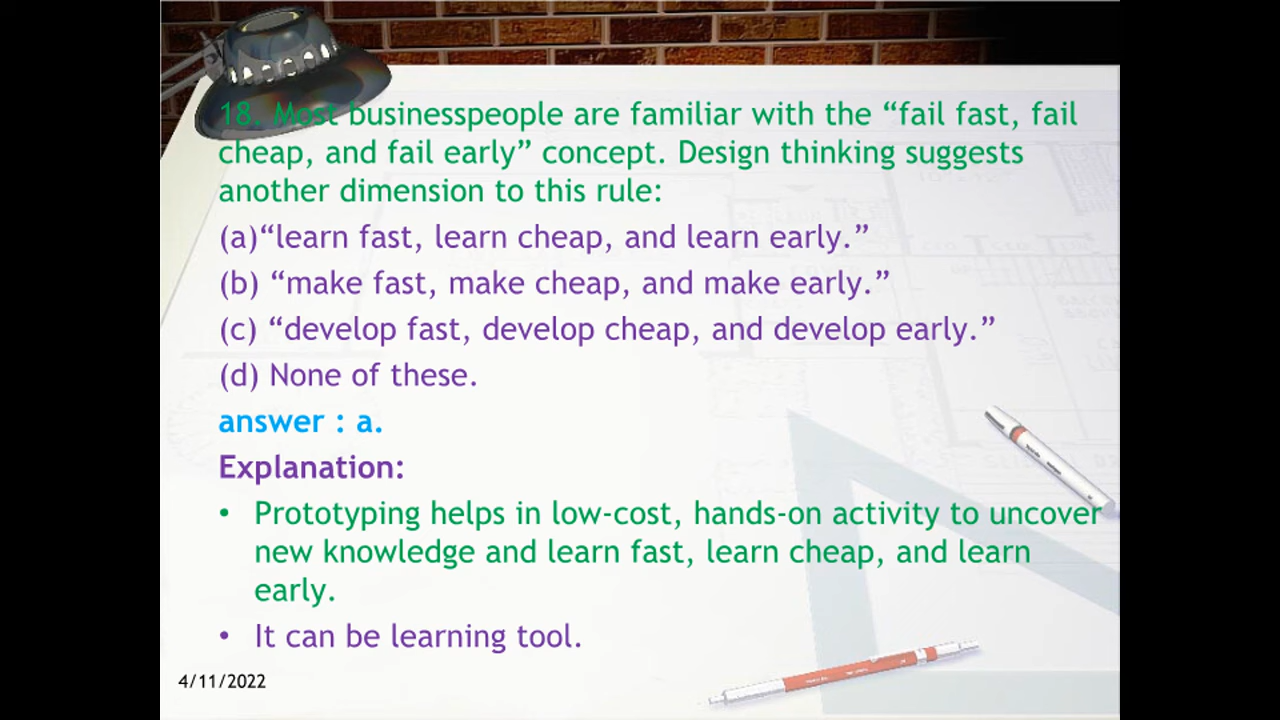 18. Most businesspeople are familiar with the “fail fast, fail
cheap, and fail early” concept. Design thinking suggests
another dimension to this rule:
(a)“learn fast, learn cheap, and learn early.”
(b) “make fast, make cheap, and make early.”
(c) “develop fast, develop cheap, and develop early.”
(d) None of these.
answer : a.
Explanation:
• Prototyping helps in low-cost, hands-on activity to uncover
new knowledge and learn fast, learn cheap, and learn
early.
• It can be learning tool.
4/11/2022